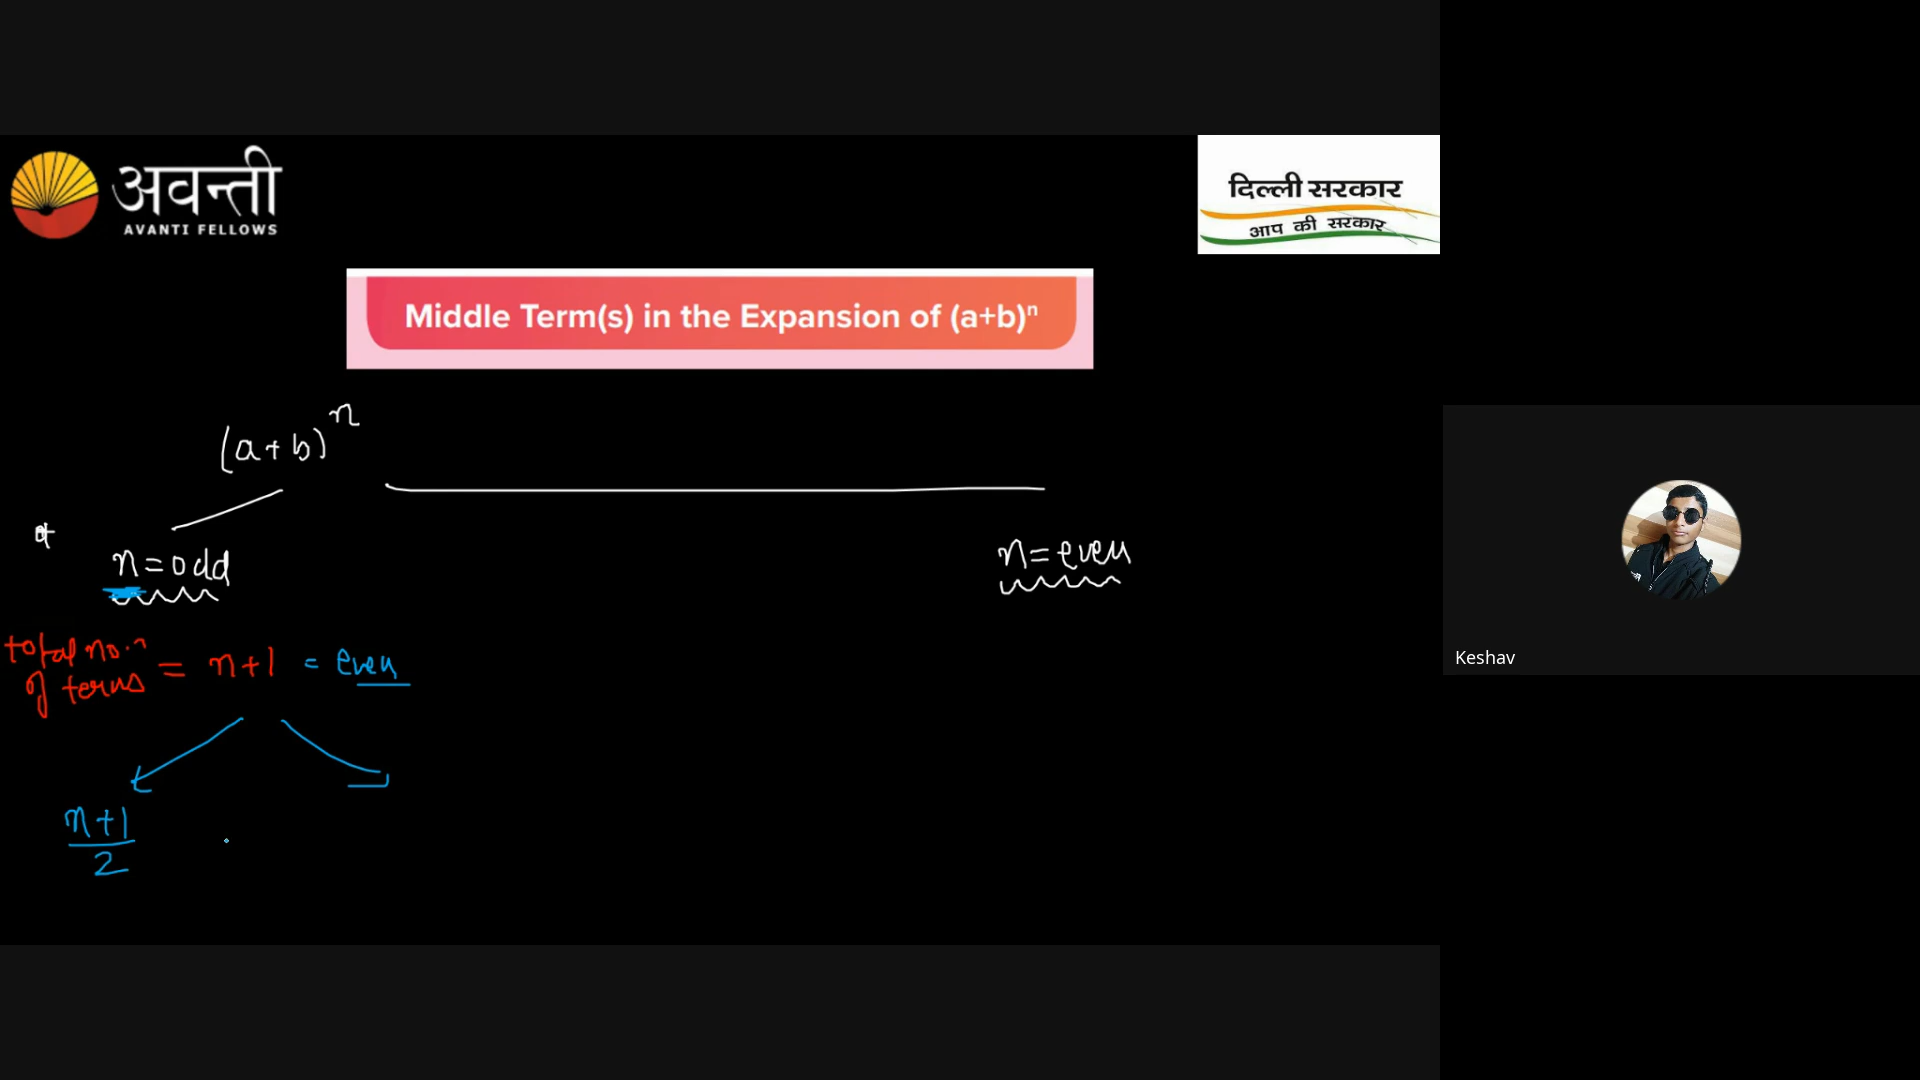 अवन्ती
AVANTI FELLOWS
दिल्ली सरकार
आप की सरकार
Middle Term(s) in the Expansion of (a+b)ⁿ
(a+b)ⁿ
n=odd
n=even
total no.
of terms = n+1 = even
n+1
2
Keshav